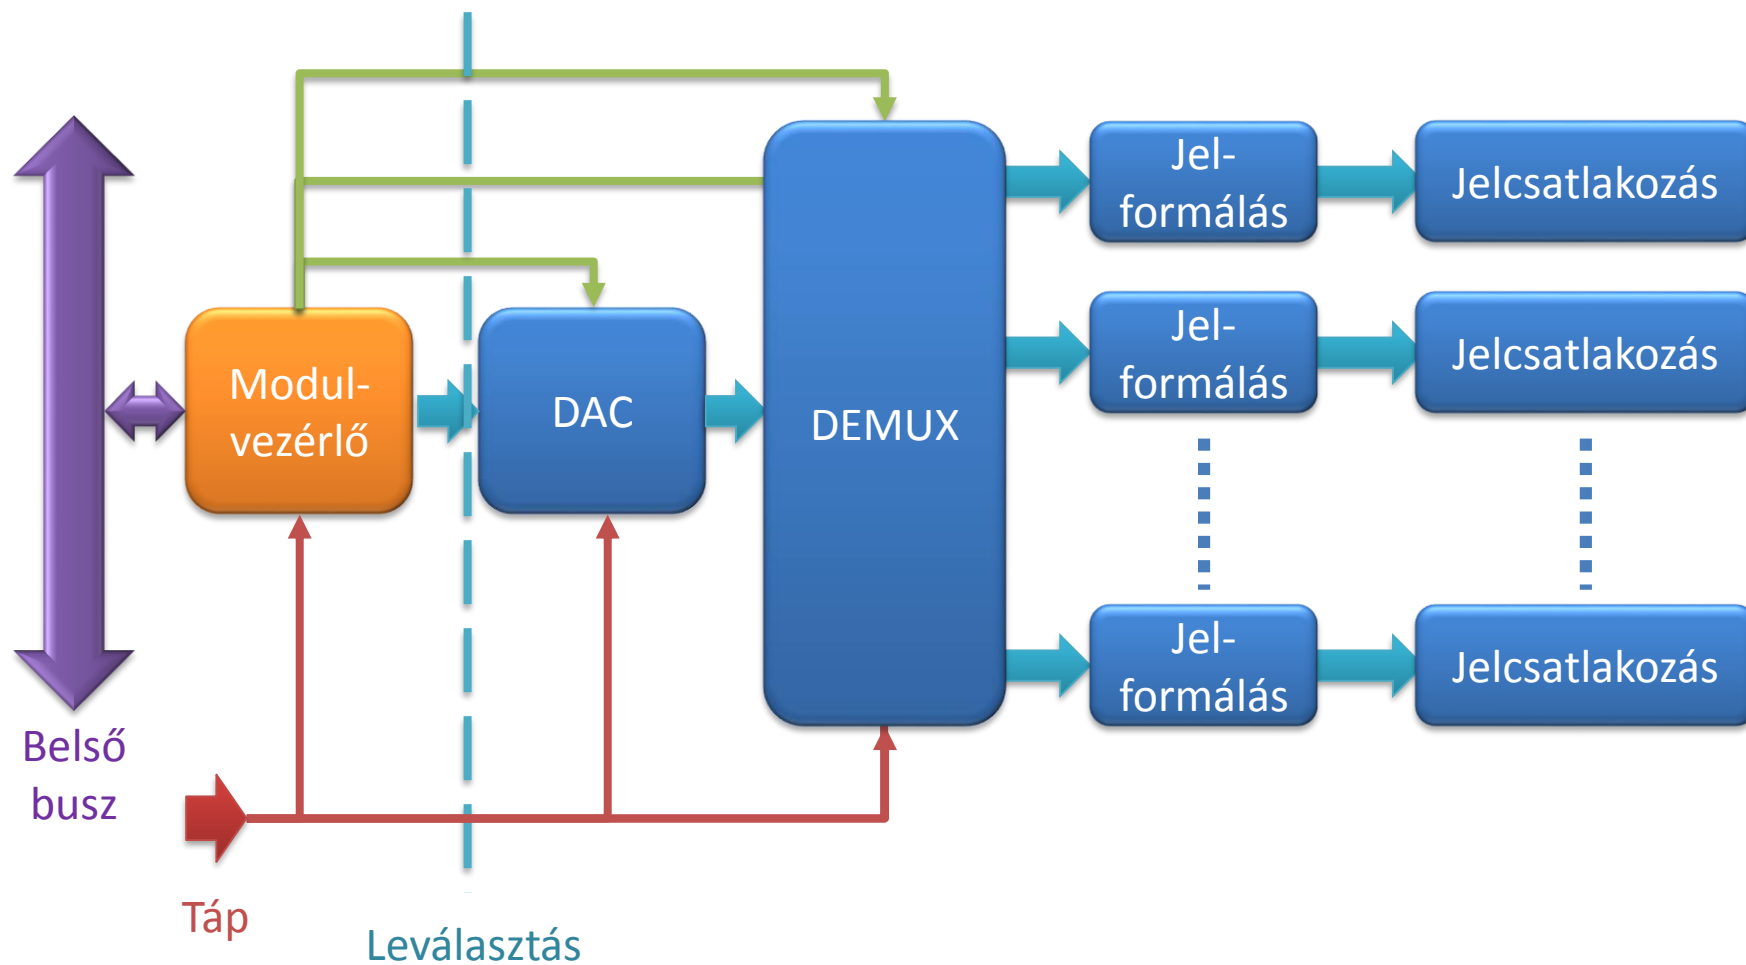 Jel-
formálás
Jelcsatlakozás
Jel-
formálás
Jelcsatlakozás
Modul-
vezérlő
DAC
DEMUX
Jel-
formálás
Jelcsatlakozás
Belső
busz
Táp
Leválasztás